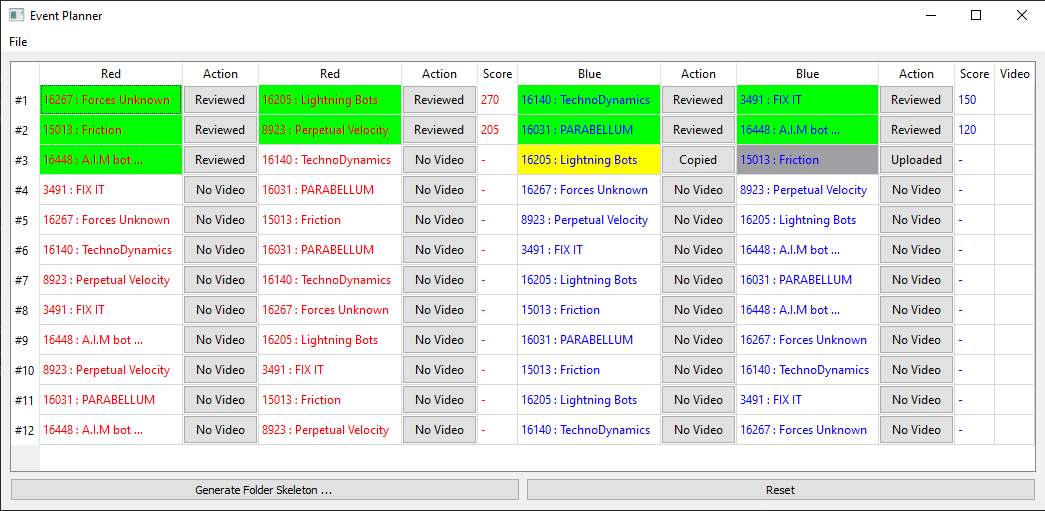 Event Planner
File
Red Action Red Action Score Blue Action Blue Action Score Video
#1 16267 : Forces Unknown Reviewed 16205 : Lightning Bots Reviewed 270 16140 : TechnoDynamics Reviewed 3491 : FIX IT Reviewed 150
#2 15013 : Friction Reviewed 8923 : Perpetual Velocity Reviewed 205 16031 : PARABELLUM Reviewed 16448 : A.I.M bot ... Reviewed 120
#3 16448 : A.I.M bot ... Reviewed 16140 : TechnoDynamics No Video - 16205 : Lightning Bots Copied 15013 : Friction Uploaded -
#4 3491 : FIX IT No Video 16031 : PARABELLUM No Video - 16267 : Forces Unknown No Video 8923 : Perpetual Velocity No Video -
#5 16267 : Forces Unknown No Video 15013 : Friction No Video - 8923 : Perpetual Velocity No Video 16205 : Lightning Bots No Video -
#6 16140 : TechnoDynamics No Video 16031 : PARABELLUM No Video - 3491 : FIX IT No Video 16448 : A.I.M bot ... No Video -
#7 8923 : Perpetual Velocity No Video 16140 : TechnoDynamics No Video - 16205 : Lightning Bots No Video 16031 : PARABELLUM No Video -
#8 3491 : FIX IT No Video 16267 : Forces Unknown No Video - 15013 : Friction No Video 16448 : A.I.M bot ... No Video -
#9 16448 : A.I.M bot ... No Video 16205 : Lightning Bots No Video - 16031 : PARABELLUM No Video 16267 : Forces Unknown No Video -
#10 8923 : Perpetual Velocity No Video 3491 : FIX IT No Video - 15013 : Friction No Video 16140 : TechnoDynamics No Video -
#11 16031 : PARABELLUM No Video 15013 : Friction No Video - 16205 : Lightning Bots No Video 3491 : FIX IT No Video -
#12 16448 : A.I.M bot ... No Video 8923 : Perpetual Velocity No Video - 16140 : TechnoDynamics No Video 16267 : Forces Unknown No Video -
Generate Folder Skeleton ... Reset